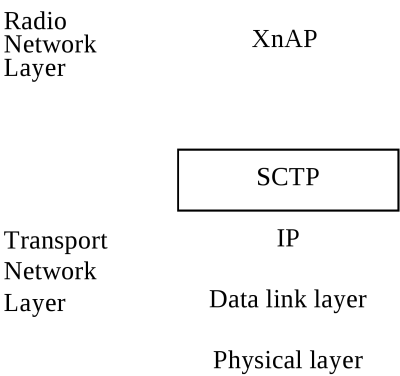 Radio
Network
Layer
XnAP
SCTP
Transport
Network
Layer
IP
Data link layer
Physical layer